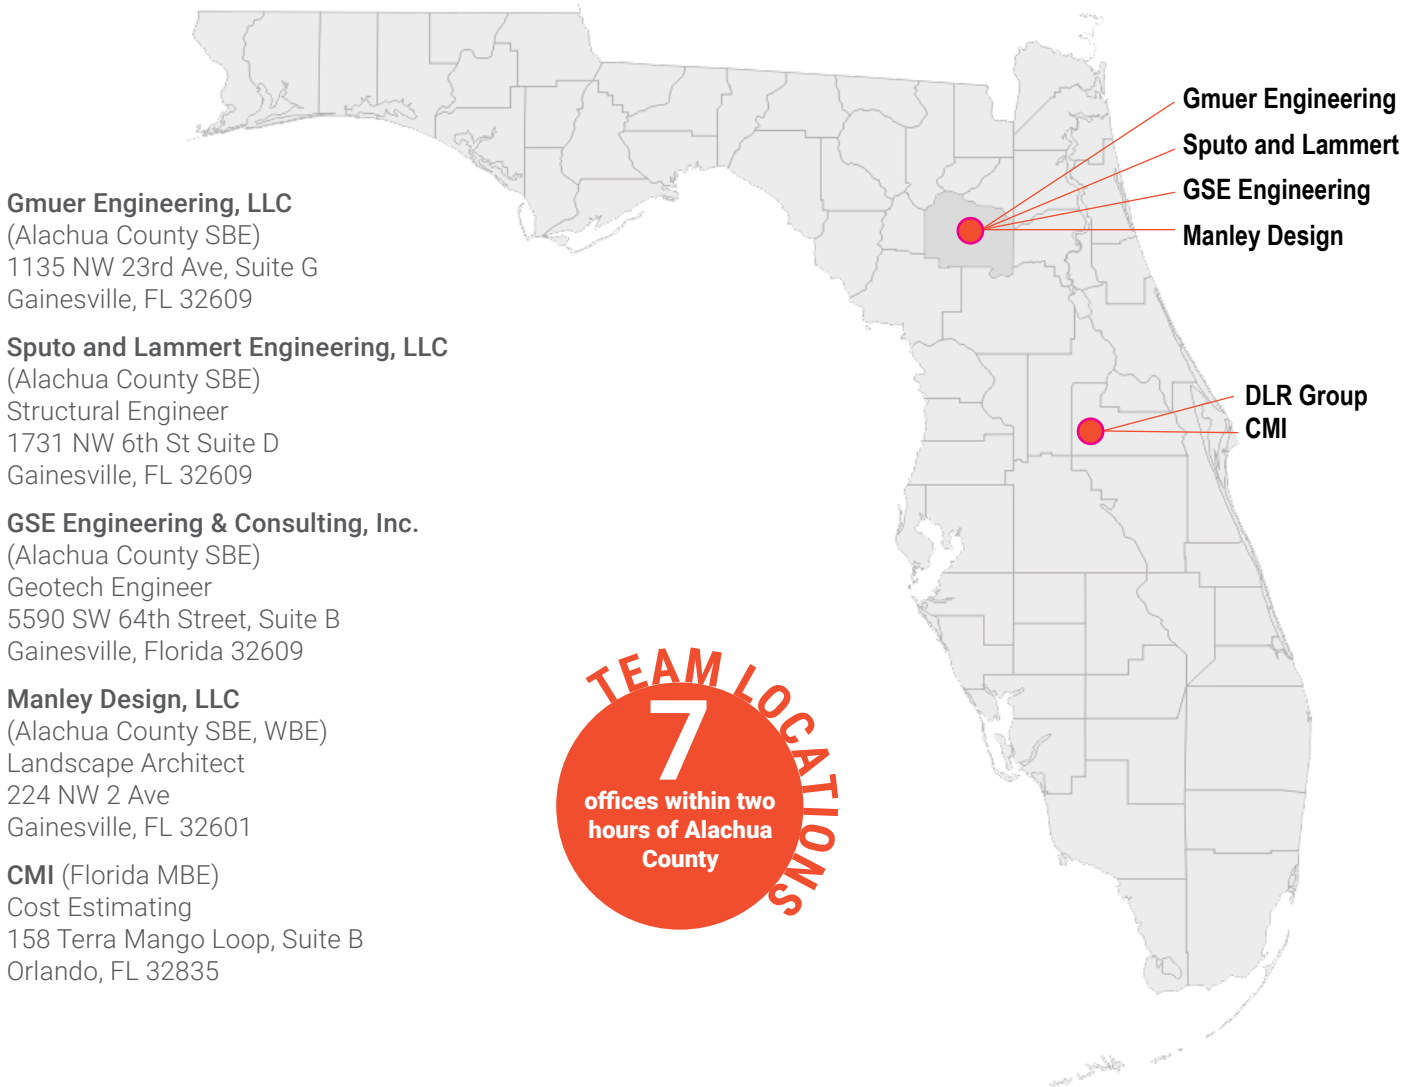 Gmuer Engineering, LLC
(Alachua County SBE)
1135 NW 23rd Ave, Suite G
Gainesville, FL 32609
Sputo and Lammert Engineering, LLC
(Alachua County SBE)
Structural Engineer
1731 NW 6th St Suite D
Gainesville, FL 32609
GSE Engineering & Consulting, Inc.
(Alachua County SBE)
Geotech Engineer
5590 SW 64th Street, Suite B
Gainesville, Florida 32609
Manley Design, LLC
(Alachua County SBE, WBE)
Landscape Architect
224 NW 2 Ave
Gainesville, FL 32601
CMI (Florida MBE)
Cost Estimating
158 Terra Mango Loop, Suite B
Orlando, FL 32835
TEAM LOCATIONS
7
offices within two
hours of Alachua
County
Gmuer Engineering
Sputo and Lammert
GSE Engineering
Manley Design
DLR Group
CMI